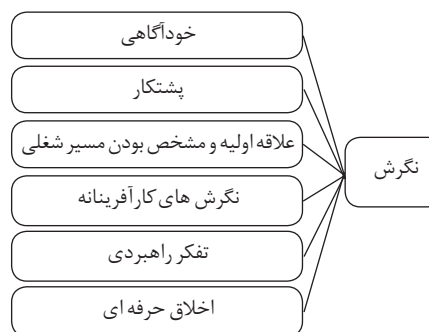 خودآگاهی
پشتکار
علاقه اولیه و مشخص بودن مسیر شغلی
نگرش
نگرش های کارآفرینانه
تفکر راهبردی
اخلاق حرفه ای